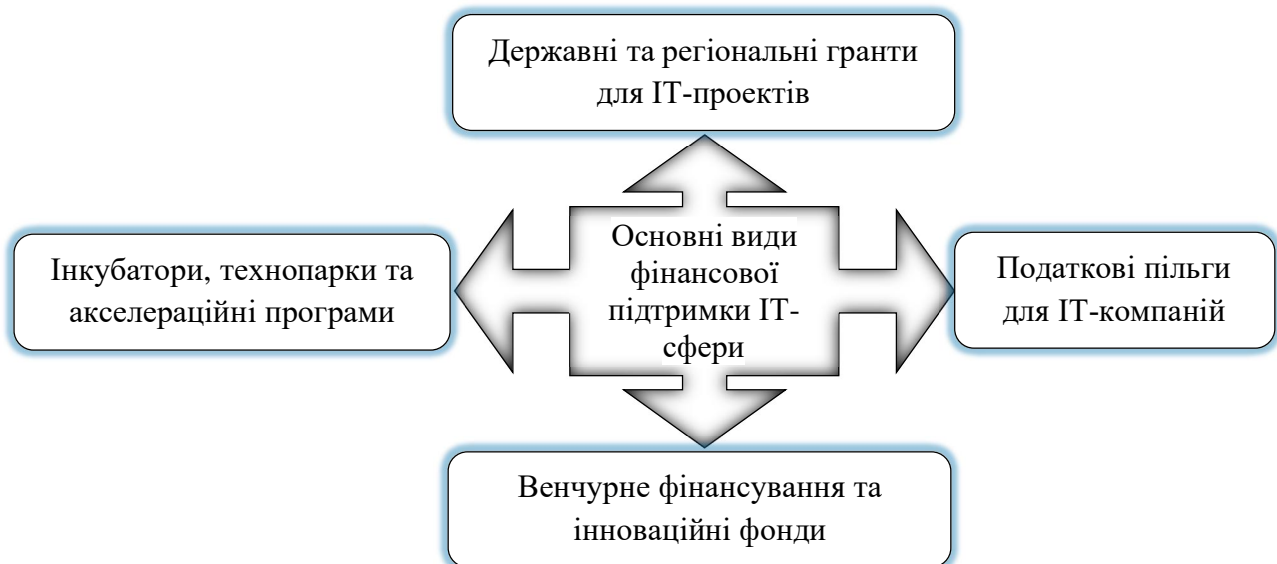 Державні та регіональні гранти
для ІТ-проектів
Інкубатори, технопарки та
акселераційні програми
Основні види
фінансової
підтримки ІТ-
сфери
Податкові пільги
для ІТ-компаній
Венчурне фінансування та
інноваційні фонди